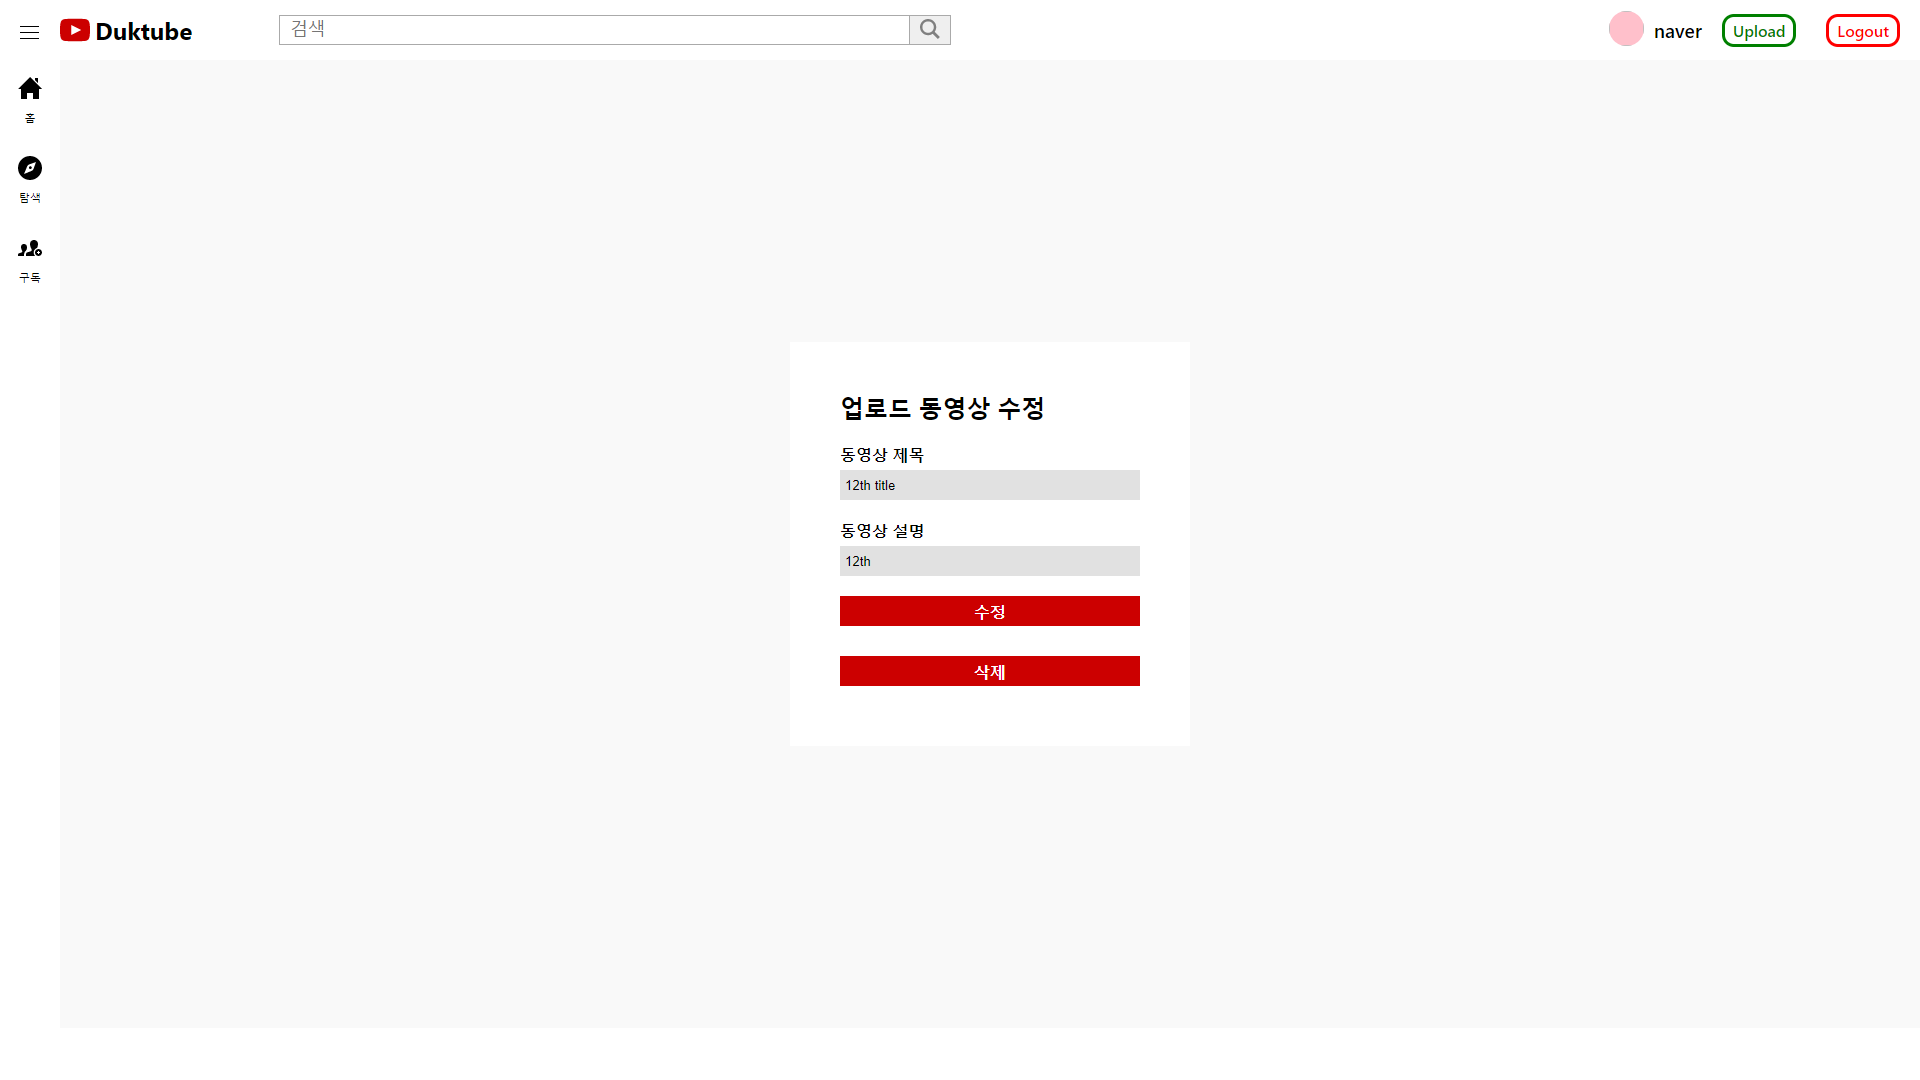 Duktube
검색
naver
Upload
Logout
홈
탐색
구독
업로드 동영상 수정
동영상 제목
12th title
동영상 설명
12th
수정
삭제